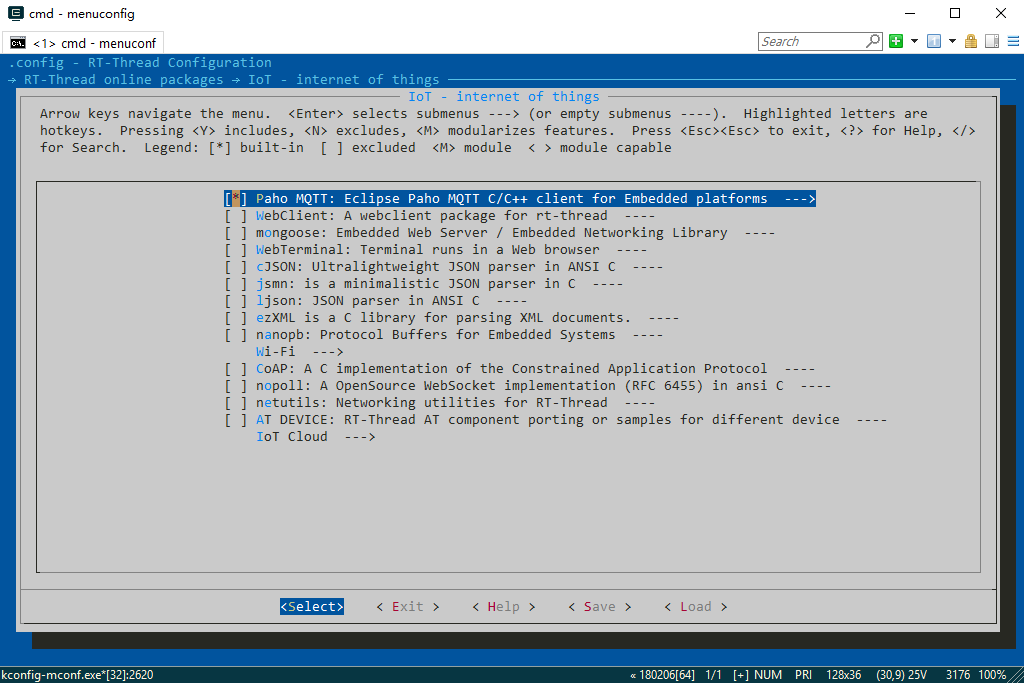 cmd - menuconfig
<1> cmd - menuconf
Search
.config - RT-Thread Configuration
→ RT-Thread online packages → IoT - internet of things
IoT - internet of things
Arrow keys navigate the menu.  <Enter> selects submenus ---> (or empty submenus ----).  Highlighted letters are
hotkeys.  Pressing <Y> includes, <N> excludes, <M> modularizes features.  Press <Esc><Esc> to exit, <?> for Help, </>
for Search.  Legend: [*] built-in  [ ] excluded  <M> module  < > module capable
[*] Paho MQTT: Eclipse Paho MQTT C/C++ client for Embedded platforms  --->
[ ] WebClient: A webclient package for rt-thread  ----
[ ] mongoose: Embedded Web Server / Embedded Networking Library  ----
[ ] WebTerminal: Terminal runs in a Web browser  ----
[ ] cJSON: Ultralightweight JSON parser in ANSI C  ----
[ ] jsmn: is a minimalistic JSON parser in C  ----
[ ] ljson: JSON parser in ANSI C  ----
[ ] ezXML is a C library for parsing XML documents.  ----
[ ] nanopb: Protocol Buffers for Embedded Systems  ----
Wi-Fi  --->
[ ] CoAP: A C implementation of the Constrained Application Protocol  ----
[ ] nopoll: A OpenSource WebSocket implementation (RFC 6455) in ansi C  ----
[ ] netutils: Networking utilities for RT-Thread  ----
[ ] AT DEVICE: RT-Thread AT component porting or samples for different device  ----
IoT Cloud  --->
<Select>    < Exit >    < Help >    < Save >    < Load >
kconfig-mconf.exe*[32]:2620    « 180206[64]  1/1  [+] NUM  PRI  128x36  (30,9) 25V  3176  100%